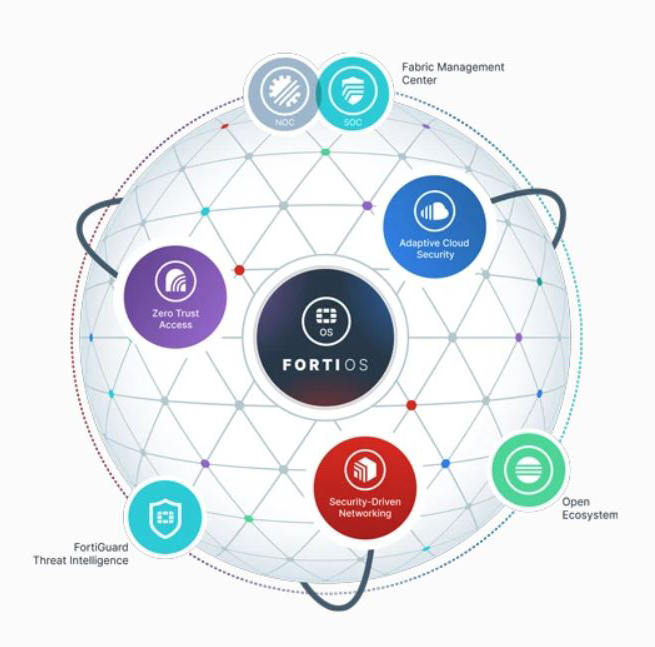 Fabric Management
Center
NOC
SOC
Adaptive Cloud
Security
Zero Trust
Access
OS
FORTIOS
Security-Driven
Networking
Open
Ecosystem
FortiGuard
Threat Intelligence